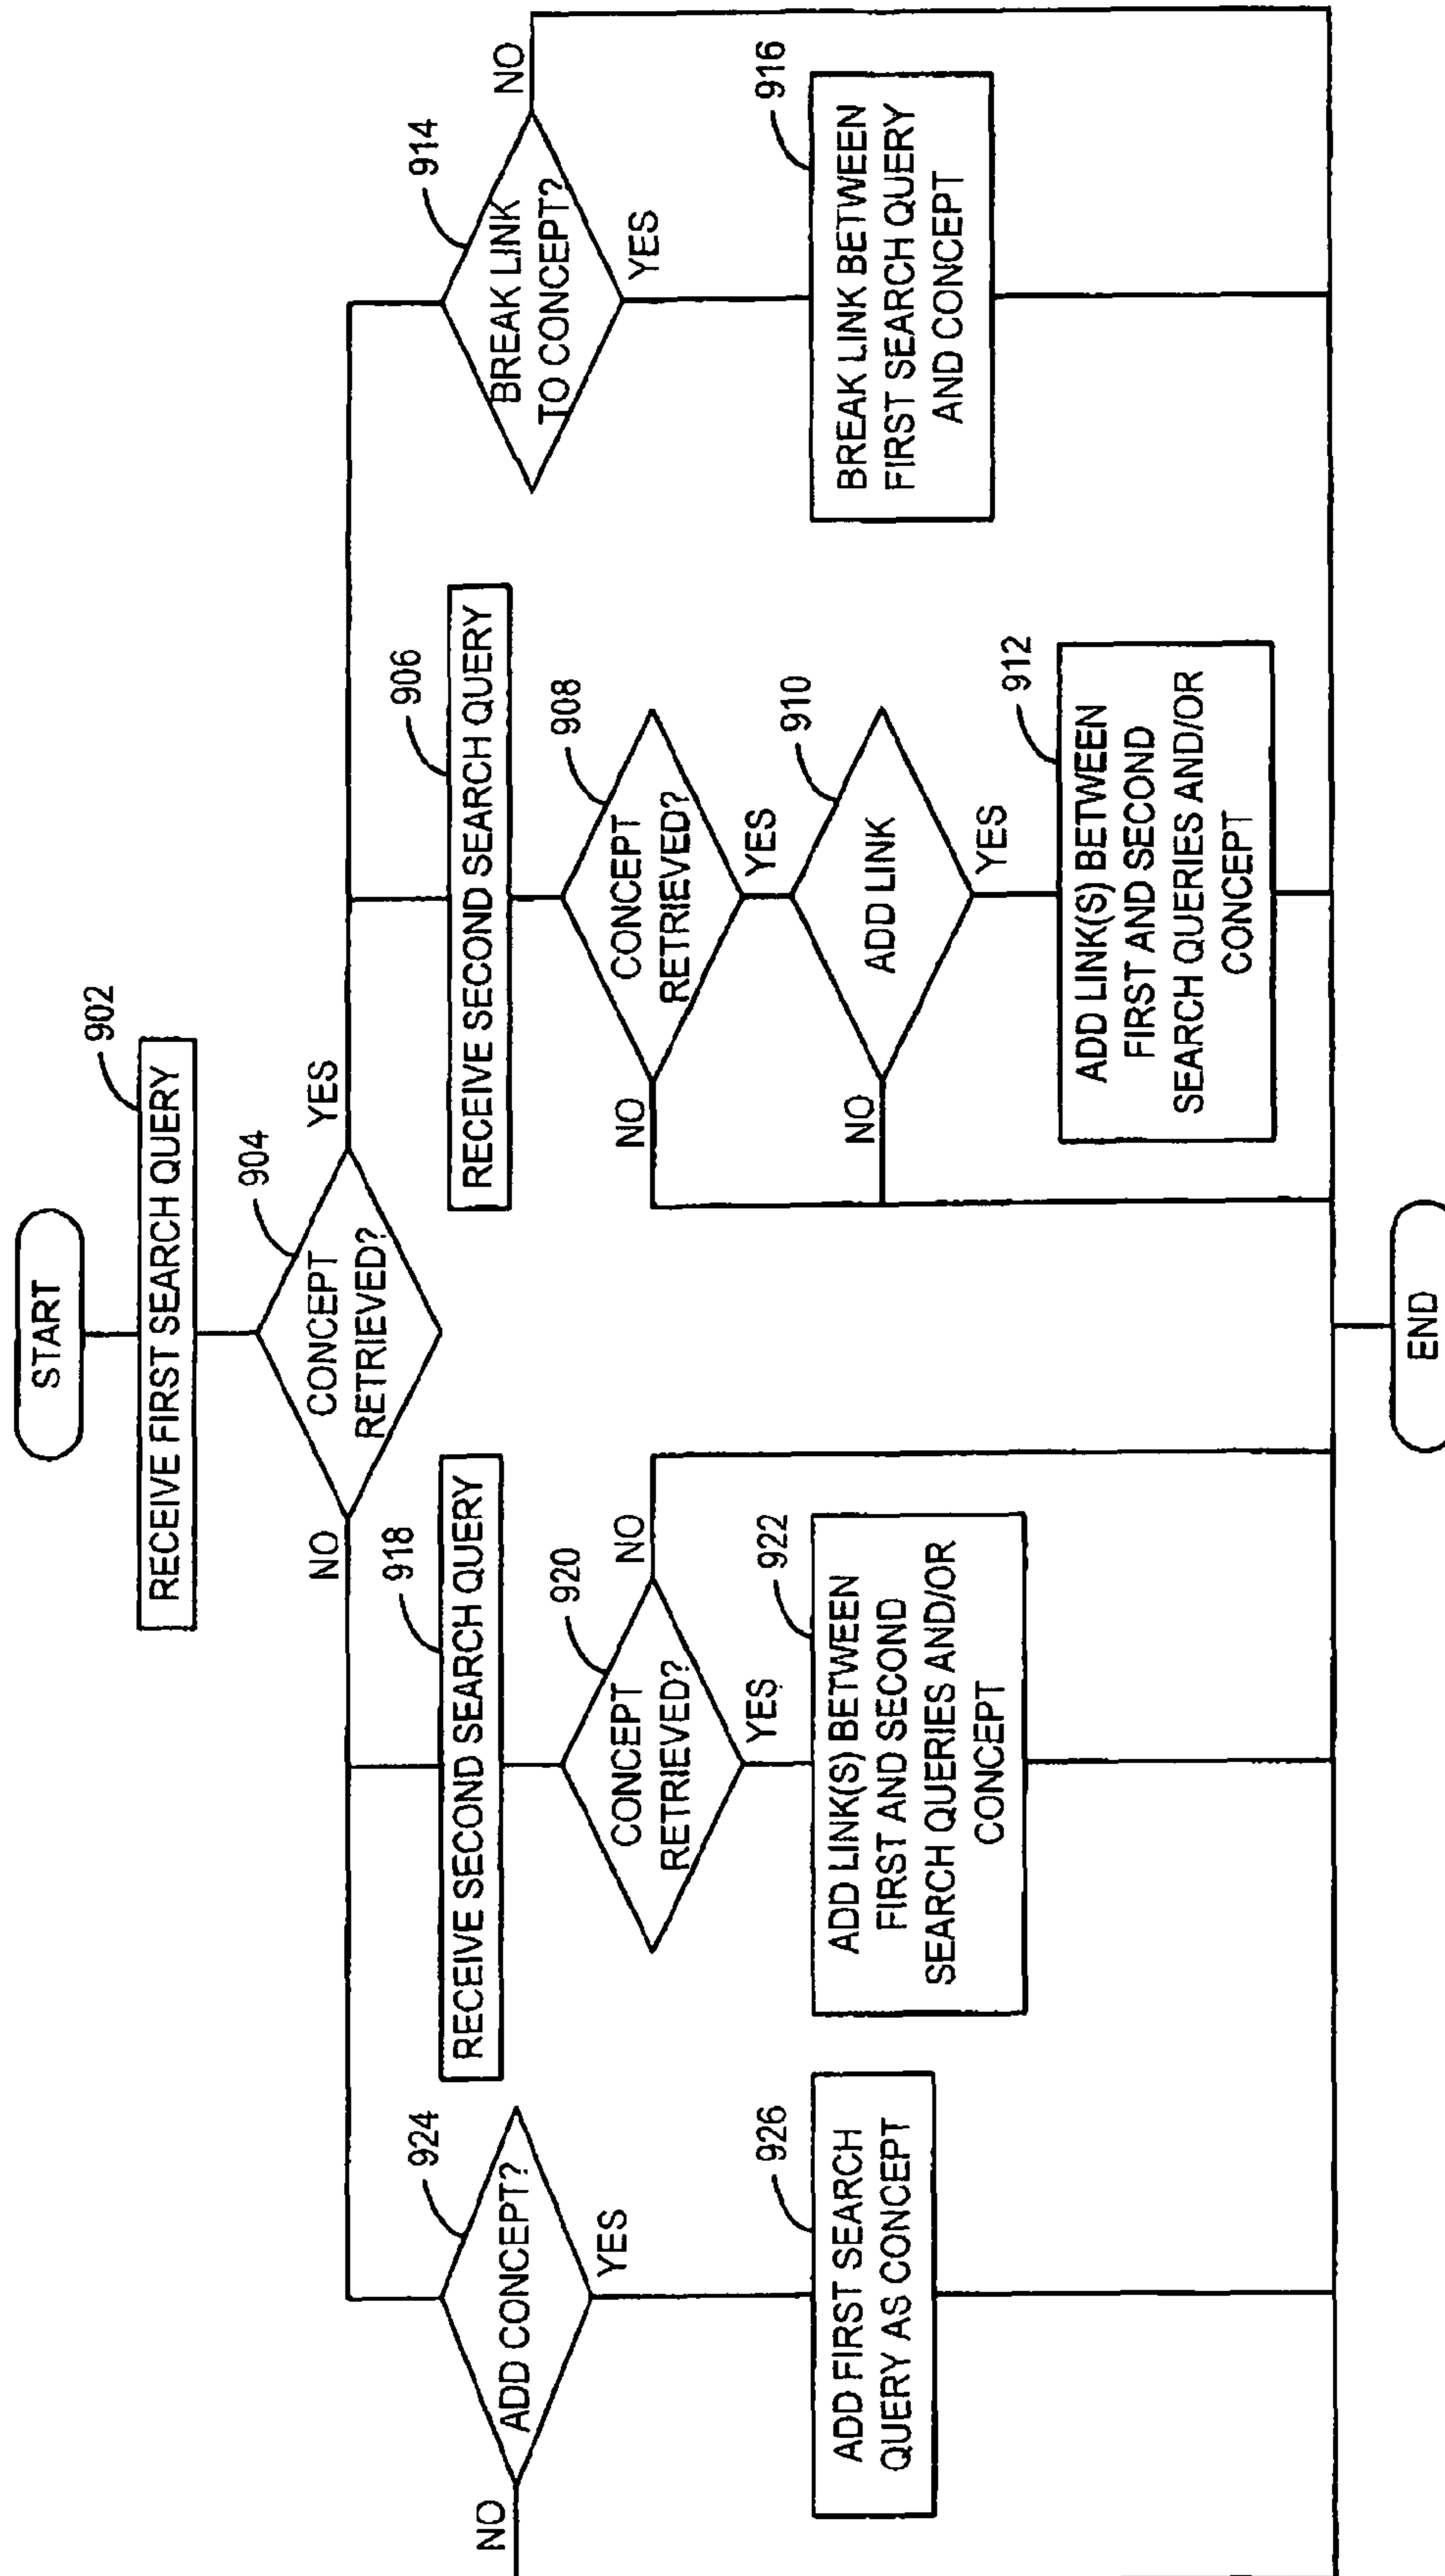 START
902
RECEIVE FIRST SEARCH QUERY
904
CONCEPT
RETRIEVED?
NO
YES
924
ADD CONCEPT?
NO
YES
926
ADD FIRST SEARCH
QUERY AS CONCEPT
918
RECEIVE SECOND SEARCH QUERY
920
CONCEPT
RETRIEVED?
NO
YES
922
ADD LINK(S) BETWEEN
FIRST AND SECOND
SEARCH QUERIES AND/OR
CONCEPT
906
RECEIVE SECOND SEARCH QUERY
908
CONCEPT
RETRIEVED?
NO
YES
910
ADD LINK
NO
YES
912
ADD LINK(S) BETWEEN
FIRST AND SECOND
SEARCH QUERIES AND/OR
CONCEPT
914
BREAK LINK
TO CONCEPT?
NO
YES
916
BREAK LINK BETWEEN
FIRST SEARCH QUERY
AND CONCEPT
END